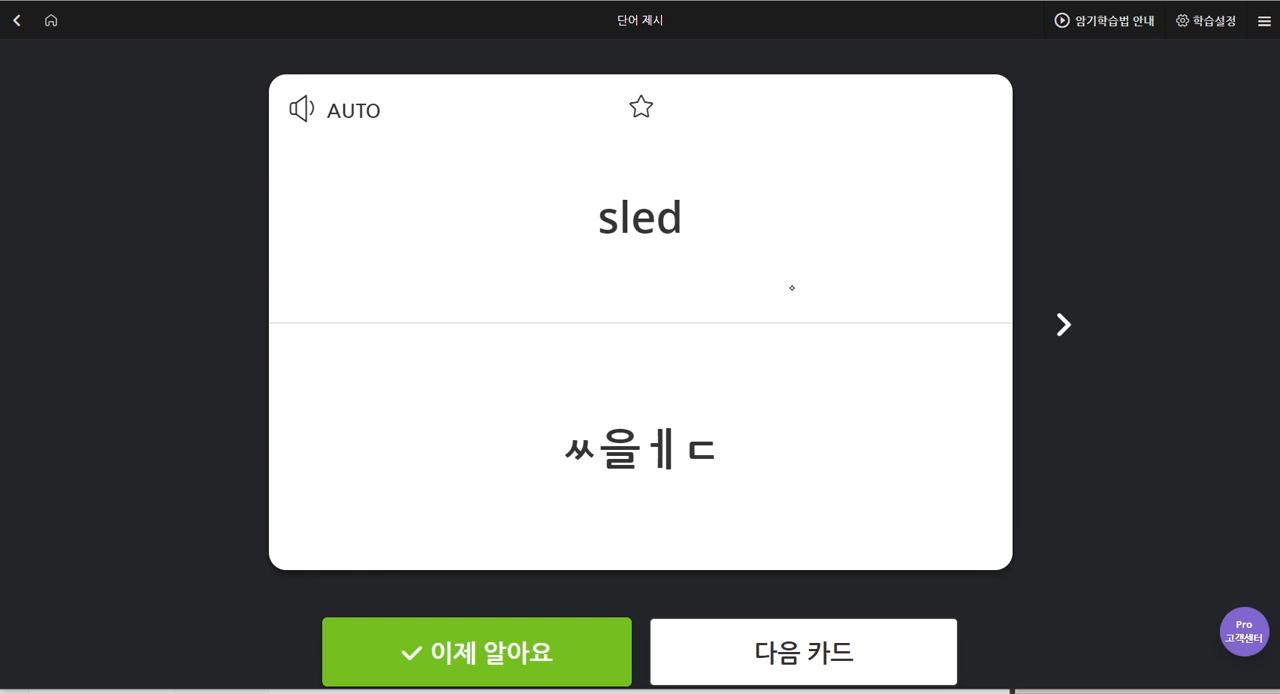 단어 제시
암기학습법 안내
학습설정
AUTO
sled
ㅆ을ㅔㄷ
이제 알아요
다음 카드
Pro
고객센터